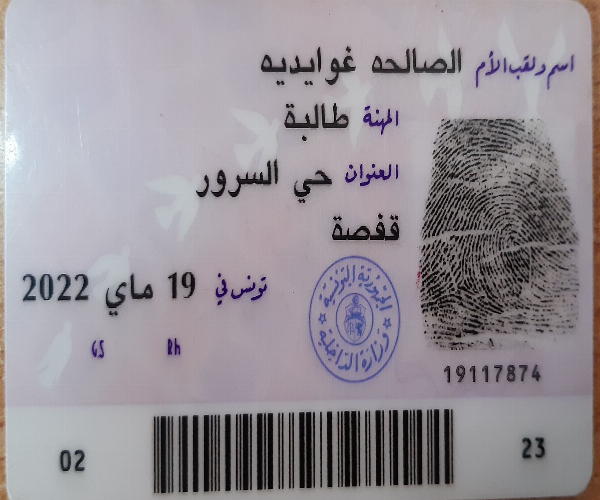 اسم ولقب الأم الصالحه غوايديه
المهنة طالبة
العنوان حي السرور
قفصة
تونس في 19 ماي 2022
GS Rh
الجمهورية التونسية
وزارة الداخلية
19117874
02 23